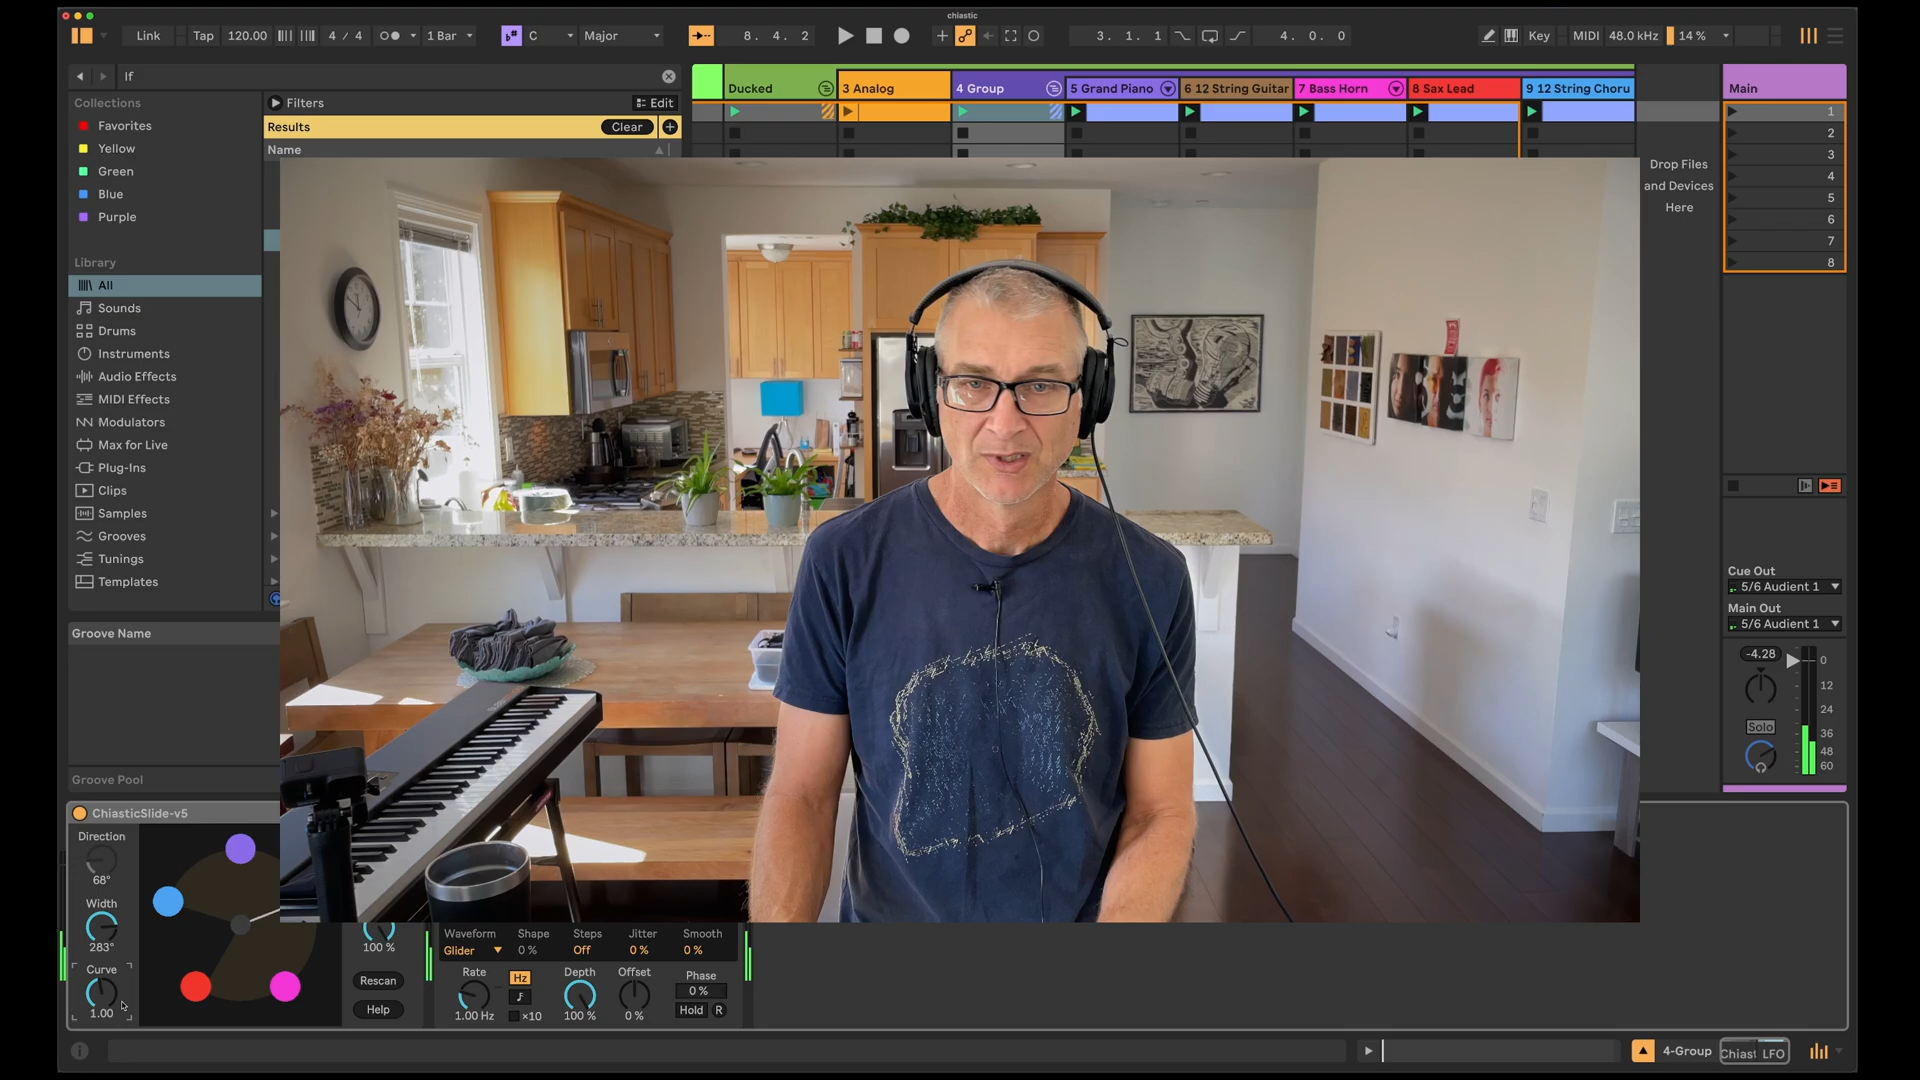 chiastic
Link Tap 120.00 4 / 4 1 Bar C Major 8. 4. 2 3. 1. 1 4. 0. 0 Key MIDI 48.0 kHz 14 %
lf
Collections Filters Edit
Favorites Results Clear
Yellow Name
Green
Blue
Purple
Library
All
Sounds
Drums
Instruments
Audio Effects
MIDI Effects
Modulators
Max for Live
Plug-Ins
Clips
Samples
Grooves
Tunings
Templates
Ducked 3 Analog 4 Group 5 Grand Piano 6 12 String Guitar 7 Bass Horn 8 Sax Lead 9 12 String Choru Main
1
2
3
4
5
6
7
8
Drop Files
and Devices
Here
Cue Out
5/6 Audient 1
Main Out
5/6 Audient 1
-4.28 0
12
24
Solo 36
48
60
Groove Name
Groove Pool
ChiasticSlide-v5
Direction
68°
Width
283°
Curve
1.00
100 %
Rescan
Help
Waveform Shape Steps Jitter Smooth
Glider 0 % Off 0 % 0 %
Rate Hz Depth Offset Phase
0 %
1.00 Hz ×10 100 % 0 % Hold R
4-Group Chiast LFO